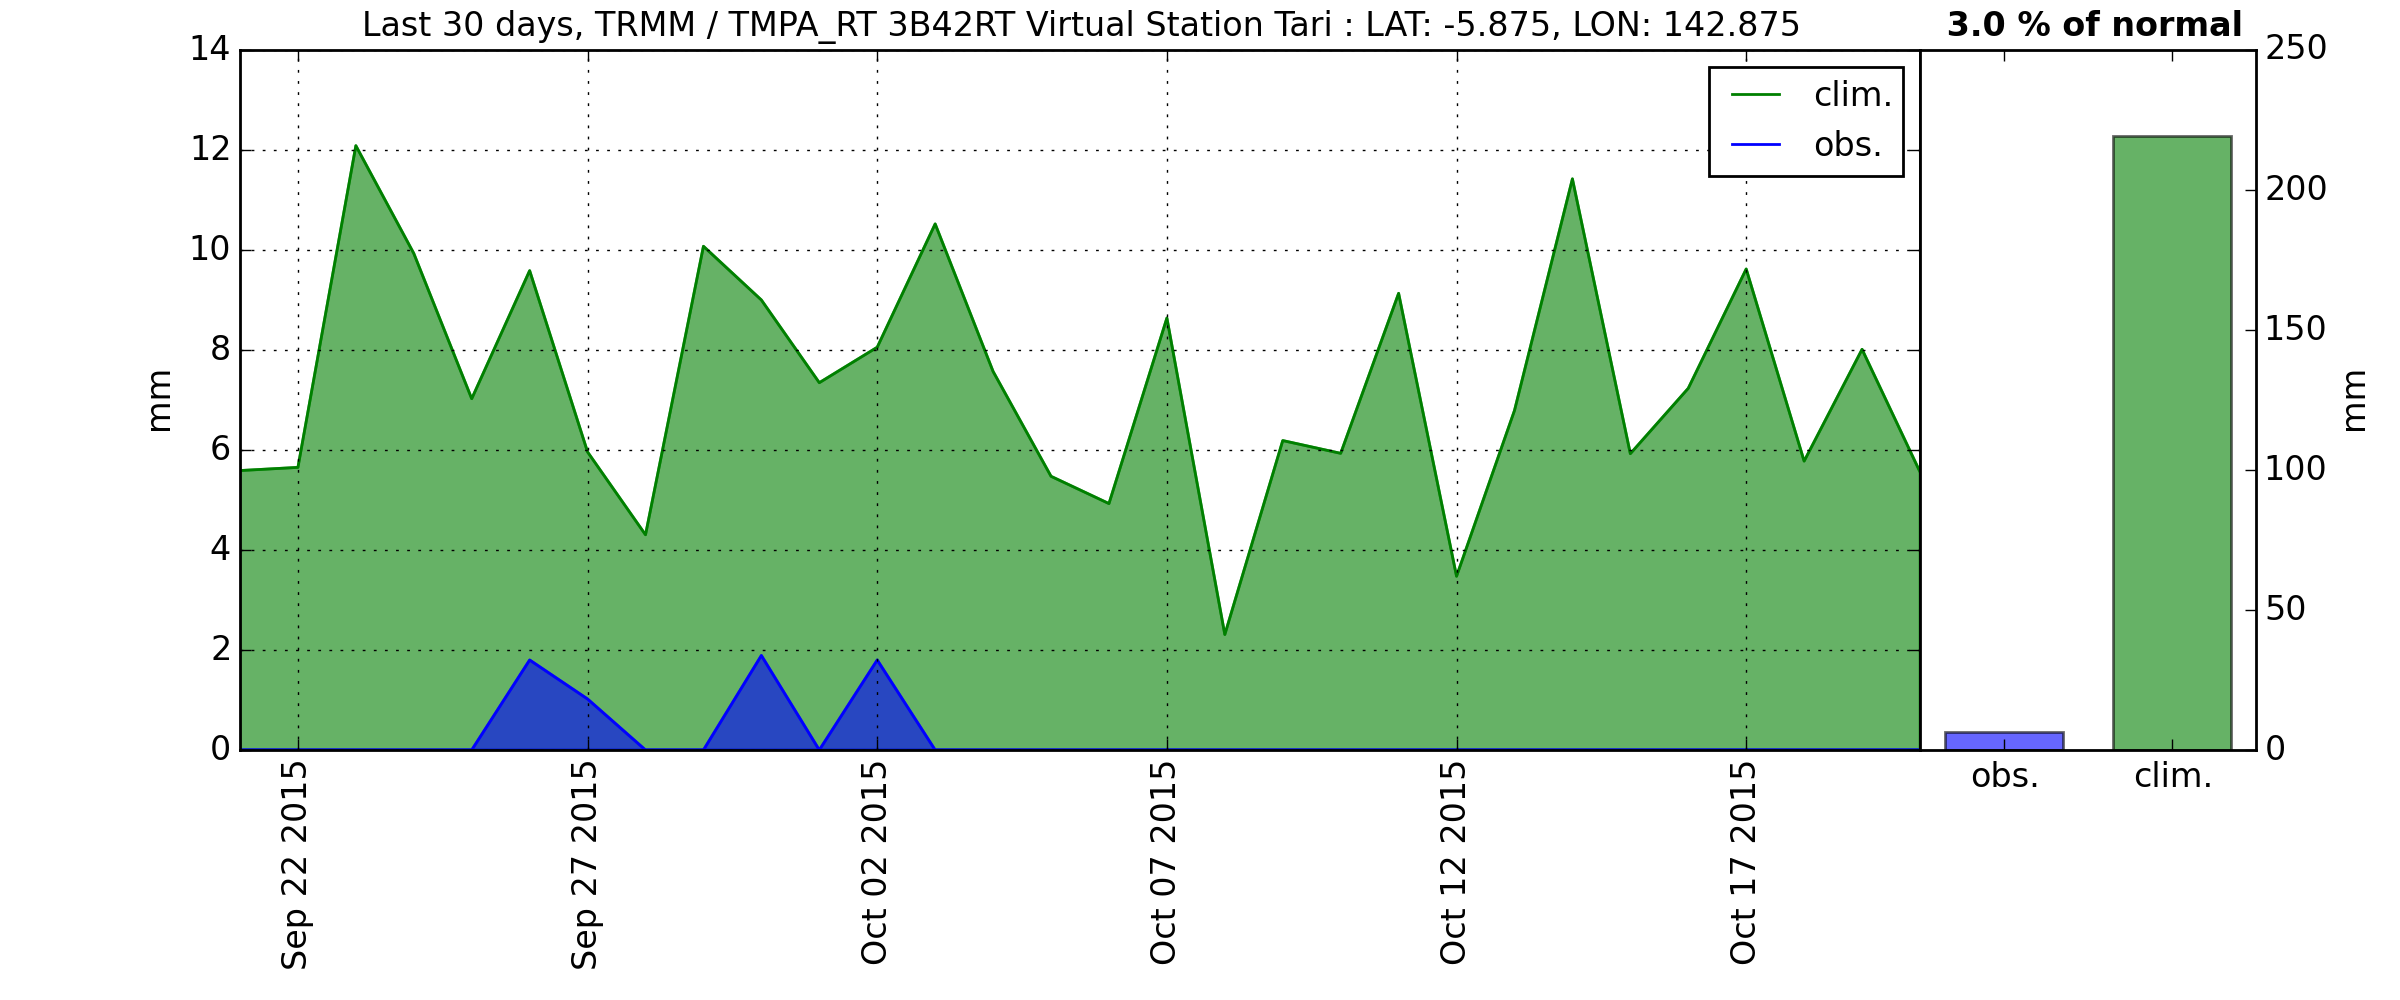 Last 30 days, TRMM / TMPA_RT 3B42RT Virtual Station Tari : LAT: -5.875, LON: 142.875
3.0 % of normal
14
12
10
8
6
4
2
0
mm
clim.
obs.
Sep 22 2015
Sep 27 2015
Oct 02 2015
Oct 07 2015
Oct 12 2015
Oct 17 2015
250
200
150
100
50
0
mm
obs.
clim.